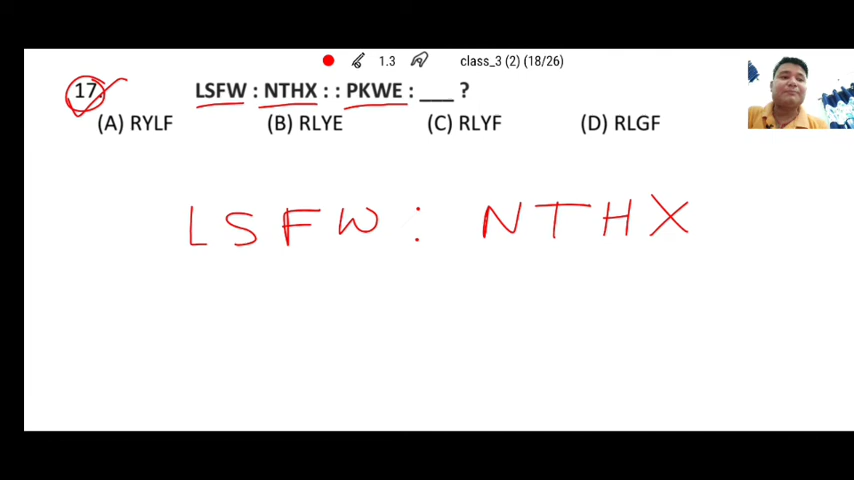 1.3 class_3 (2) (18/26)
17. LSFW : NTHX : : PKWE : ___ ?
(A) RYLF (B) RLYE (C) RLYF (D) RLGF
LSFW : NTHX